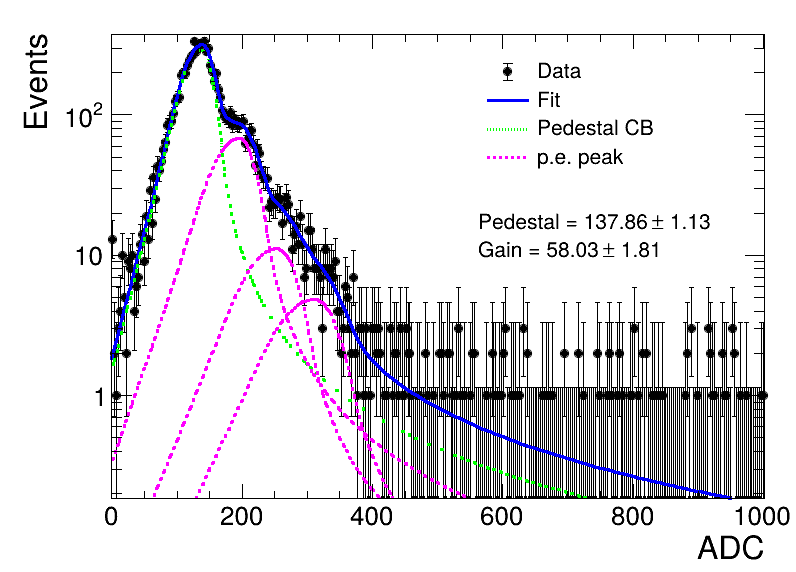 Events
10²
10
1
Data
Fit
Pedestal CB
p.e. peak
Pedestal = 137.86 ± 1.13
Gain = 58.03 ± 1.81
0 200 400 600 800 1000
ADC